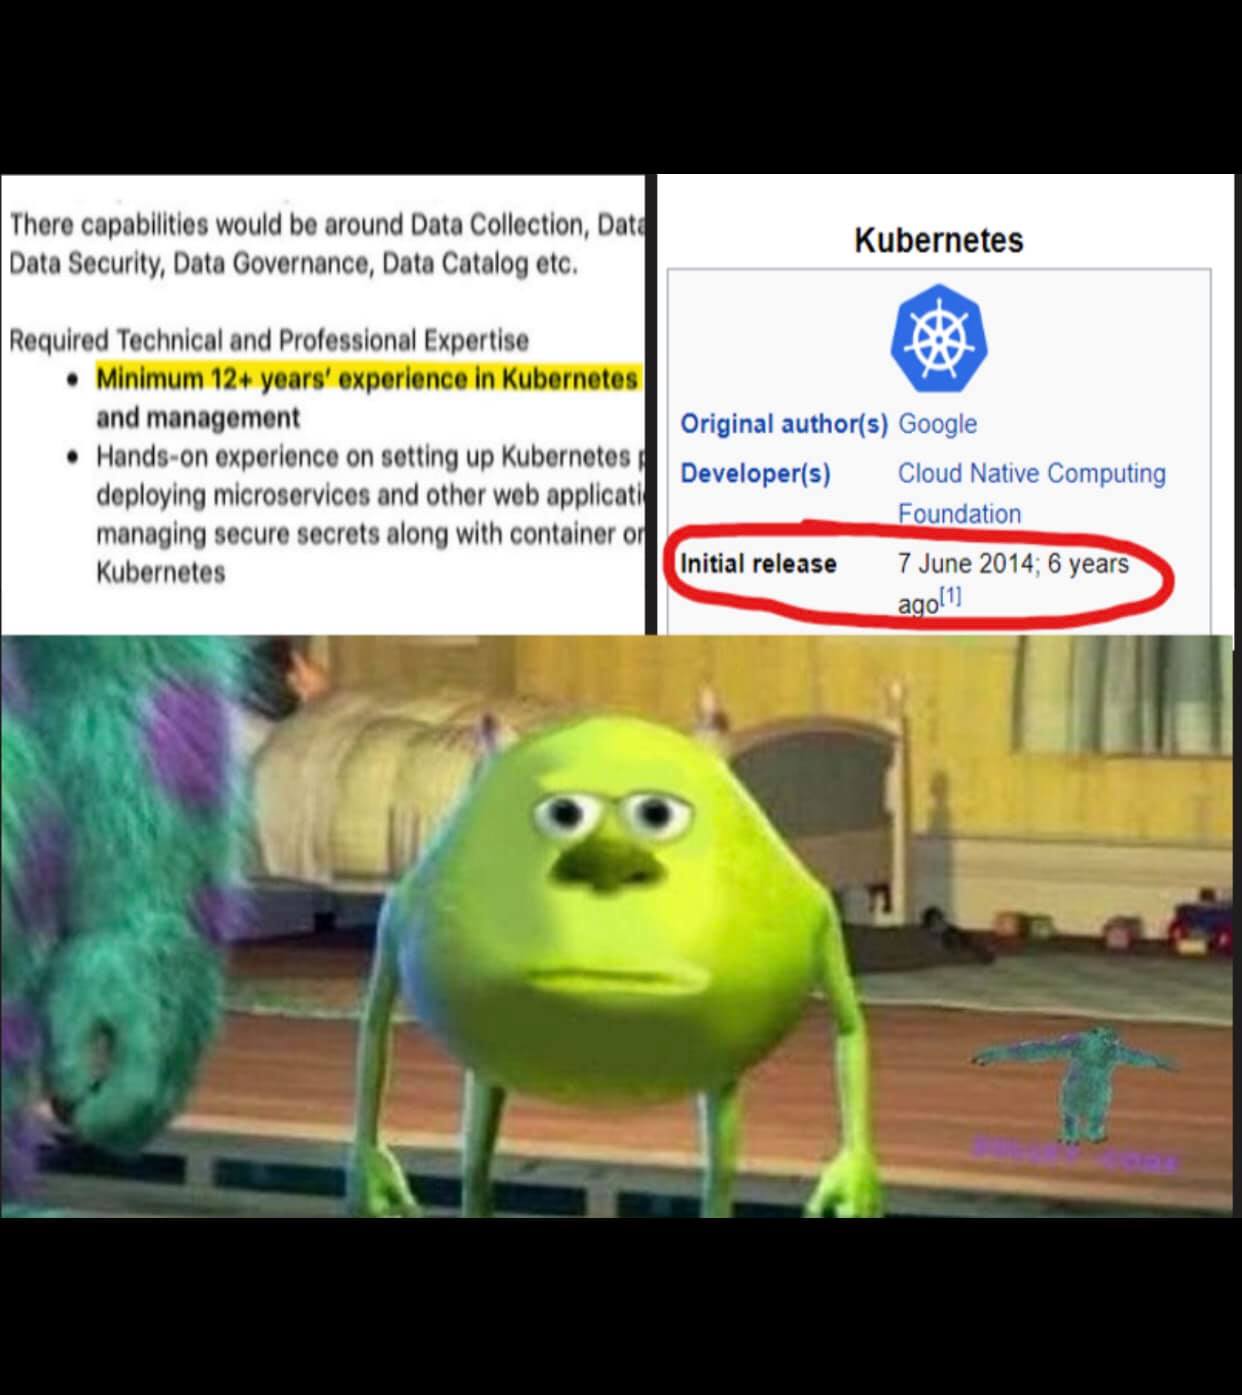 There capabilities would be around Data Collection, Data
Data Security, Data Governance, Data Catalog etc.
Required Technical and Professional Expertise
• Minimum 12+ years' experience in Kubernetes
and management
• Hands-on experience on setting up Kubernetes
deploying microservices and other web applicati
managing secure secrets along with container or
Kubernetes
Kubernetes
Original author(s) Google
Developer(s) Cloud Native Computing
Foundation
Initial release 7 June 2014; 6 years
ago[1]